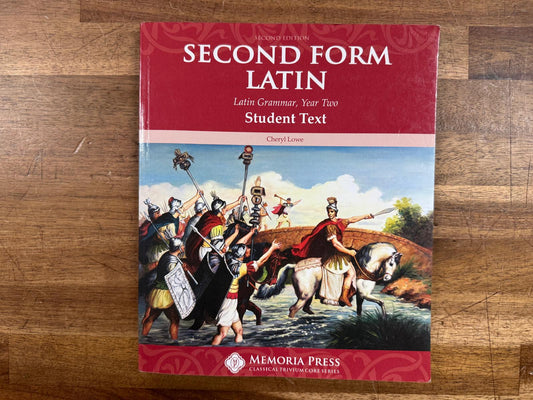 SECOND EDITION
SECOND FORM
LATIN
Latin Grammar, Year Two
Student Text
Cheryl Lowe
MEMORIA PRESS
CLASSICAL TRIVIUM CORE SERIES